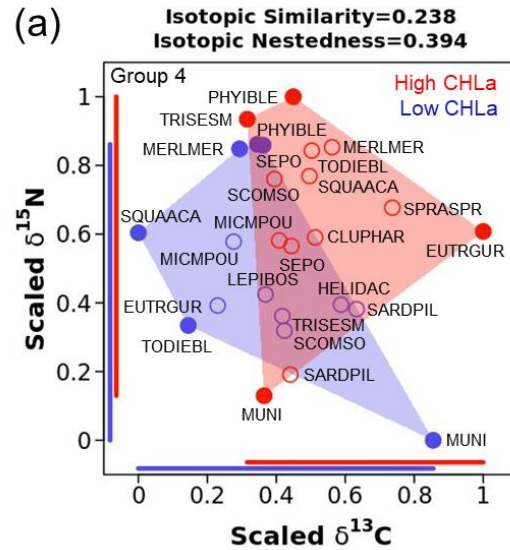 (a)
Isotopic Similarity=0.238
Isotopic Nestedness=0.394
Group 4
High CHLa
Low CHLa
PHYIBLE
TRISESM
PHYIBLE
MERLMER
MERLMER
SEPO
TODIEBL
SCOMSO
SQUAACA
SPRASPR
SQUAACA
MICMPOU
CLUPHAR
EUTRGUR
MICMPOU
SEPO
LEPIBOS
HELIDAC
EUTRGUR
SARDPIL
TRISESM
TODIEBL
SCOMSO
SARDPIL
MUNI
MUNI
1
0.8
0.6
0.4
0.2
0
Scaled δ15N
0 0.2 0.4 0.6 0.8 1
Scaled δ13C